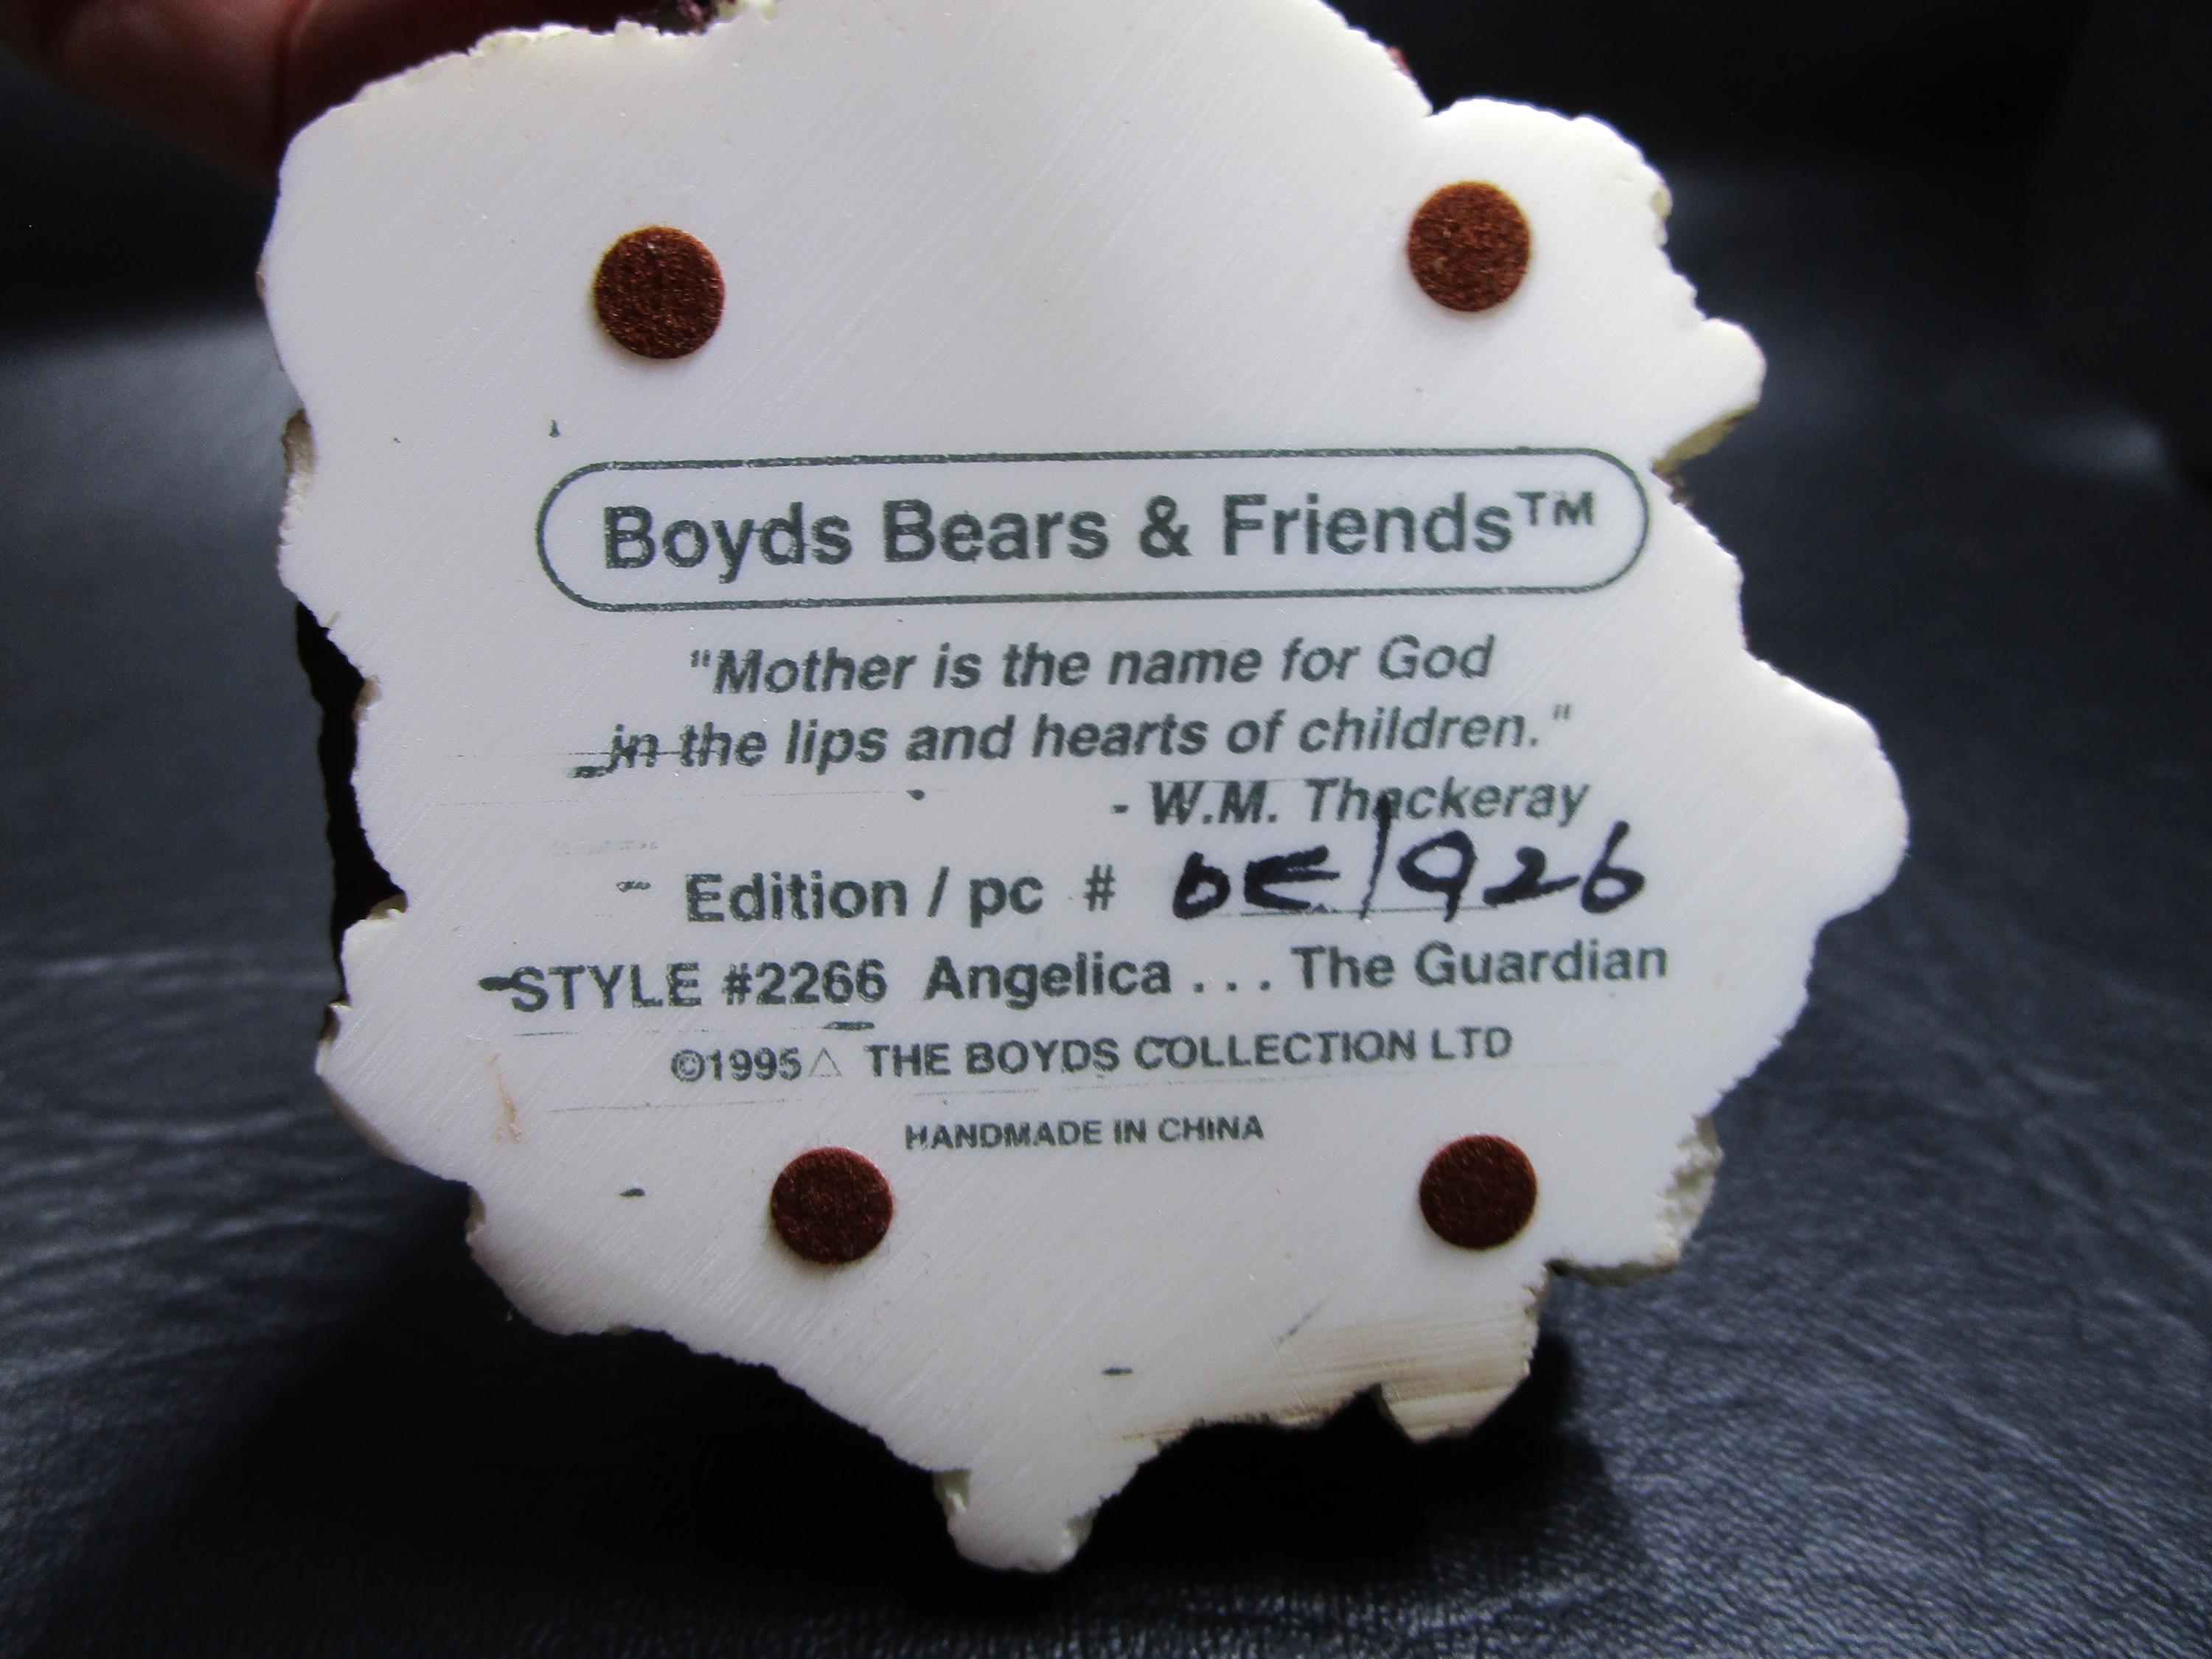 Boyds Bears & Friends™
"Mother is the name for God
in the lips and hearts of children."
- W.M. Thackeray
Edition / pc # 6E/926
STYLE #2266 Angelica . . . The Guardian
©1995△ THE BOYDS COLLECTION LTD
HANDMADE IN CHINA